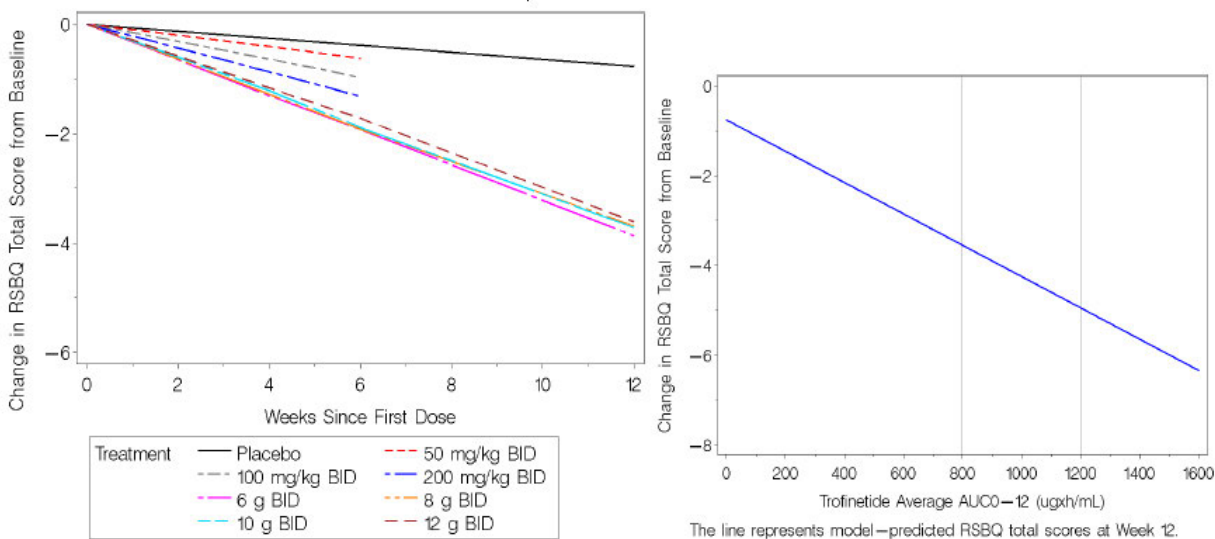 Change in RSBQ Total Score from Baseline
0
−2
−4
−6
0 2 4 6 8 10 12
Weeks Since First Dose
Treatment
Placebo
50 mg/kg BID
100 mg/kg BID
200 mg/kg BID
6 g BID
8 g BID
10 g BID
12 g BID
Change in RSBQ Total Score from Baseline
0
−2
−4
−6
−8
0 200 400 600 800 1000 1200 1400 1600
Trofinetide Average AUC0−12 (ugxh/mL)
The line represents model−predicted RSBQ total scores at Week 12.